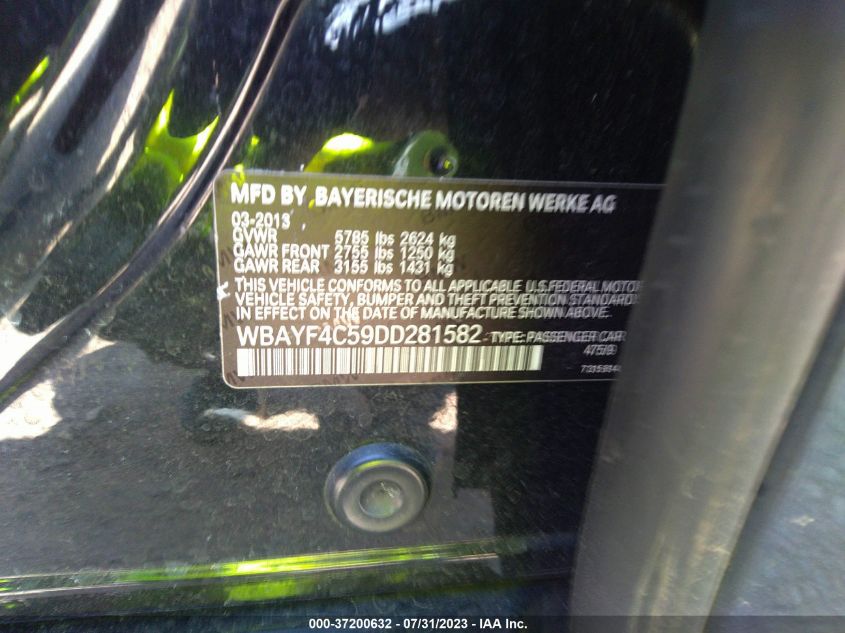 MFD BY BAYERISCHE MOTOREN WERKE AG
03-2013
GVWR 5785 lbs 2624 kg
GAWR FRONT 2755 lbs 1250 kg
GAWR REAR 3155 lbs 1431 kg
THIS VEHICLE CONFORMS TO ALL APPLICABLE U.S.FEDERAL MOTOR
VEHICLE SAFETY, BUMPER AND THEFT PREVENTION STANDARDS
IN EFFECT ON THE DATE OF MANUFACTURE SHOWN ABOVE.
WBAYF4C59DD281582 TYPE: PASSENGER CAR
475/9
000-37200632 / 07/31/2023 - IAA Inc.